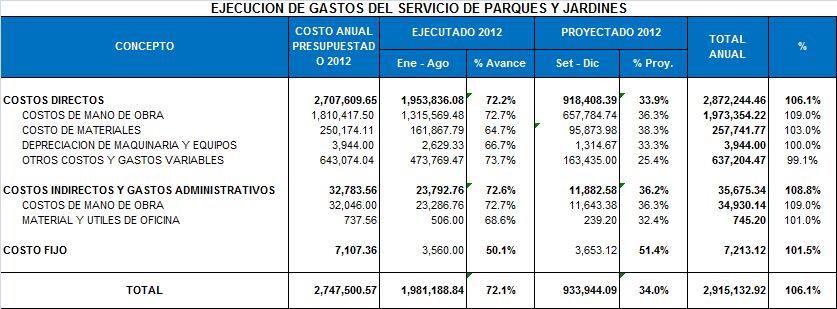 EJECUCION DE GASTOS DEL SERVICIO DE PARQUES Y JARDINES
CONCEPTO COSTO ANUAL PRESUPUESTAD O 2012 EJECUTADO 2012 PROYECTADO 2012 TOTAL ANUAL %
Ene - Ago % Avance Set - Dic % Proy.
COSTOS DIRECTOS 2,707,609.65 1,953,836.08 72.2% 918,408.39 33.9% 2,872,244.46 106.1%
COSTOS DE MANO DE OBRA 1,810,417.50 1,315,569.48 72.7% 657,784.74 36.3% 1,973,354.22 109.0%
COSTO DE MATERIALES 250,174.11 161,867.79 64.7% 95,873.98 38.3% 257,741.77 103.0%
DEPRECIACION DE MAQUINARIA Y EQUIPOS 3,944.00 2,629.33 66.7% 1,314.67 33.3% 3,944.00 100.0%
OTROS COSTOS Y GASTOS VARIABLES 643,074.04 473,769.47 73.7% 163,435.00 25.4% 637,204.47 99.1%
COSTOS INDIRECTOS Y GASTOS ADMINISTRATIVOS 32,783.56 23,792.76 72.6% 11,882.58 36.2% 35,675.34 108.8%
COSTOS DE MANO DE OBRA 32,046.00 23,286.76 72.7% 11,643.38 36.3% 34,930.14 109.0%
MATERIAL Y UTILES DE OFICINA 737.56 506.00 68.6% 239.20 32.4% 745.20 101.0%
COSTO FIJO 7,107.36 3,560.00 50.1% 3,653.12 51.4% 7,213.12 101.5%
TOTAL 2,747,500.57 1,981,188.84 72.1% 933,944.09 34.0% 2,915,132.92 106.1%